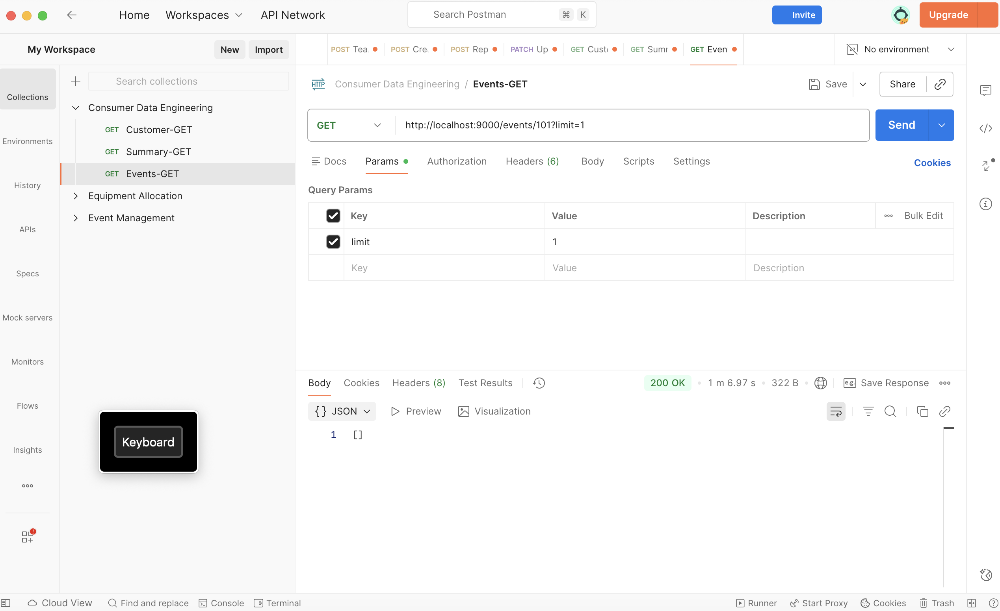 Home Workspaces API Network Search Postman ⌘ K Invite Upgrade
My Workspace New Import
POST Tea POST Cre POST Rep PATCH Up GET Cust GET Sum GET Even No environment
Collections
Environments
History
APIs
Specs
Mock servers
Monitors
Flows
Insights
Search collections
Consumer Data Engineering
GET Customer-GET
GET Summary-GET
GET Events-GET
Equipment Allocation
Event Management
Keyboard
HTTP Consumer Data Engineering / Events-GET Save Share
GET http://localhost:9000/events/101?limit=1 Send
Docs Params Authorization Headers (6) Body Scripts Settings Cookies
Query Params
Key Value Description Bulk Edit
limit 1
Key Value Description
Body Cookies Headers (8) Test Results 200 OK 1 m 6.97 s 322 B e.g. Save Response
{ } JSON Preview Visualization
1 []
Cloud View Find and replace Console Terminal Runner Start Proxy Cookies Trash